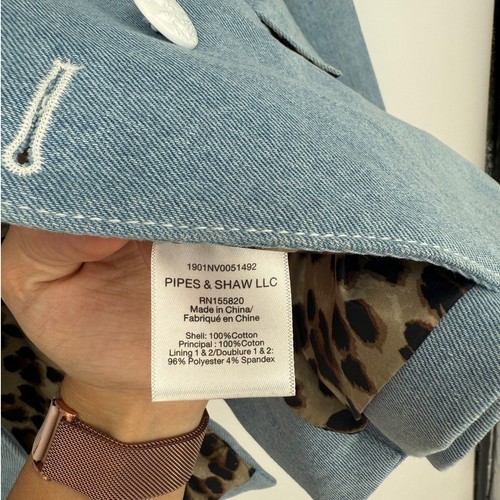 1901NV0051492
PIPES & SHAW LLC
RN155820
Made in China/
Fabriqué en Chine
Shell: 100%Cotton
Principal : 100%Coton
Lining 1 & 2/Doublure 1 & 2:
96% Polyester 4% Spandex